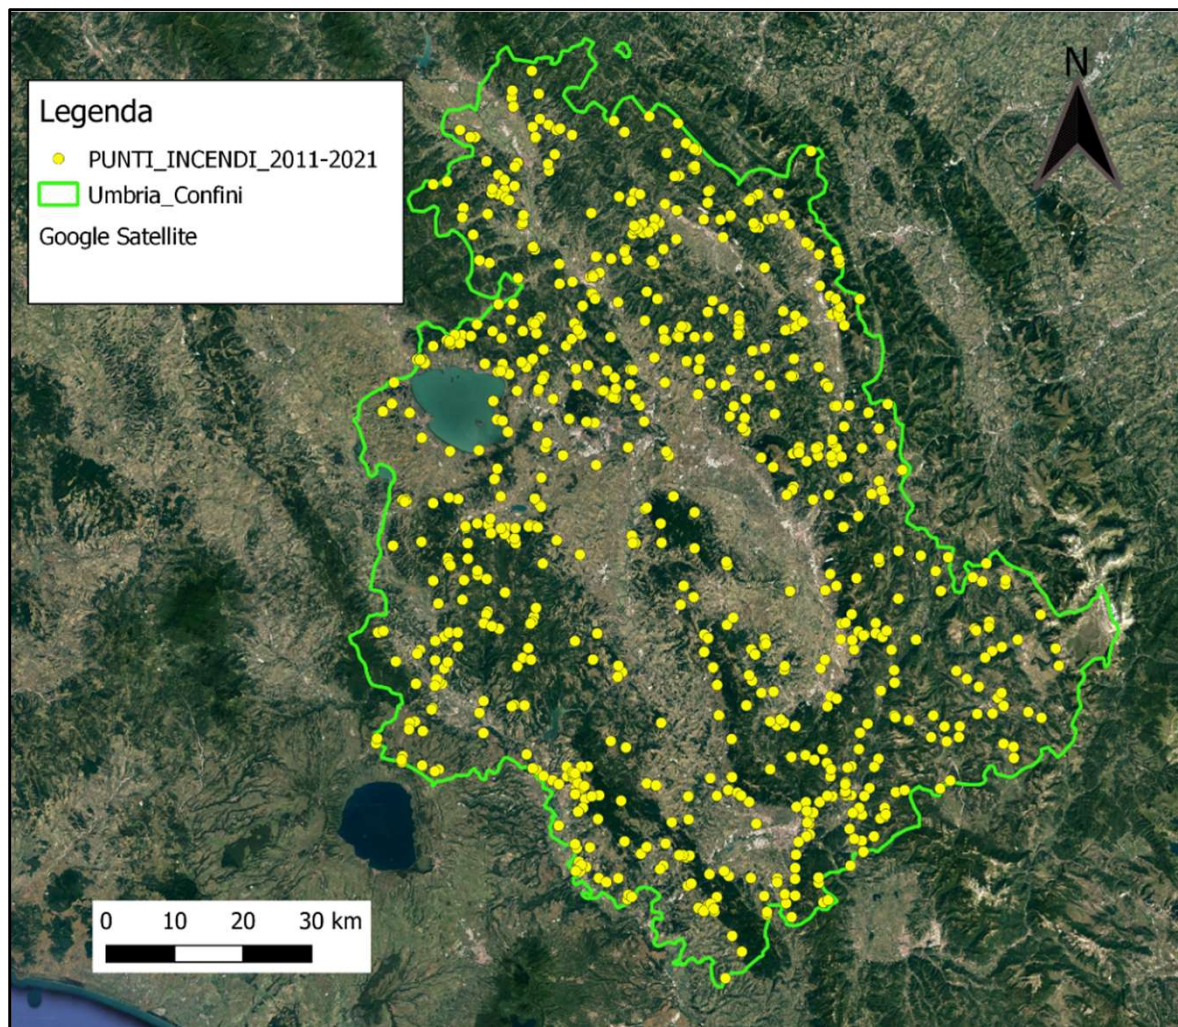 N
Legenda
PUNTI_INCENDI_2011-2021
Umbria_Confini
Google Satellite
0 10 20 30 km